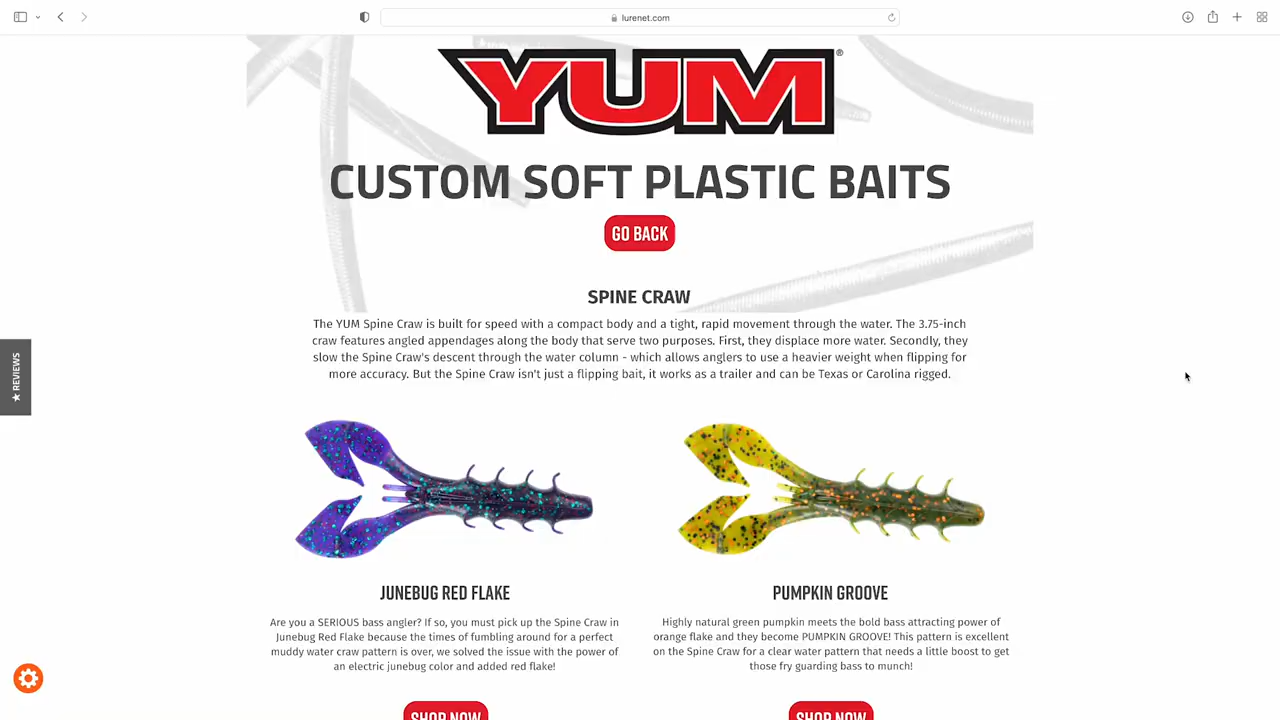 lurenet.com
YUM®
CUSTOM SOFT PLASTIC BAITS
GO BACK
SPINE CRAW
The YUM Spine Craw is built for speed with a compact body and a tight, rapid movement through the water. The 3.75-inch
craw features angled appendages along the body that serve two purposes. First, they displace more water. Secondly, they
slow the Spine Craw's descent through the water column - which allows anglers to use a heavier weight when flipping for
more accuracy. But the Spine Craw isn't just a flipping bait, it works as a trailer and can be Texas or Carolina rigged.
★ REVIEWS
JUNEBUG RED FLAKE
Are you a SERIOUS bass angler? If so, you must pick up the Spine Craw in
Junebug Red Flake because the times of fumbling around for a perfect
muddy water craw pattern is over, we solved the issue with the power of
an electric junebug color and added red flake!
SHOP NOW
PUMPKIN GROOVE
Highly natural green pumpkin meets the bold bass attracting power of
orange flake and they become PUMPKIN GROOVE! This pattern is excellent
on the Spine Craw for a clear water pattern that needs a little boost to get
those fry guarding bass to munch!
SHOP NOW